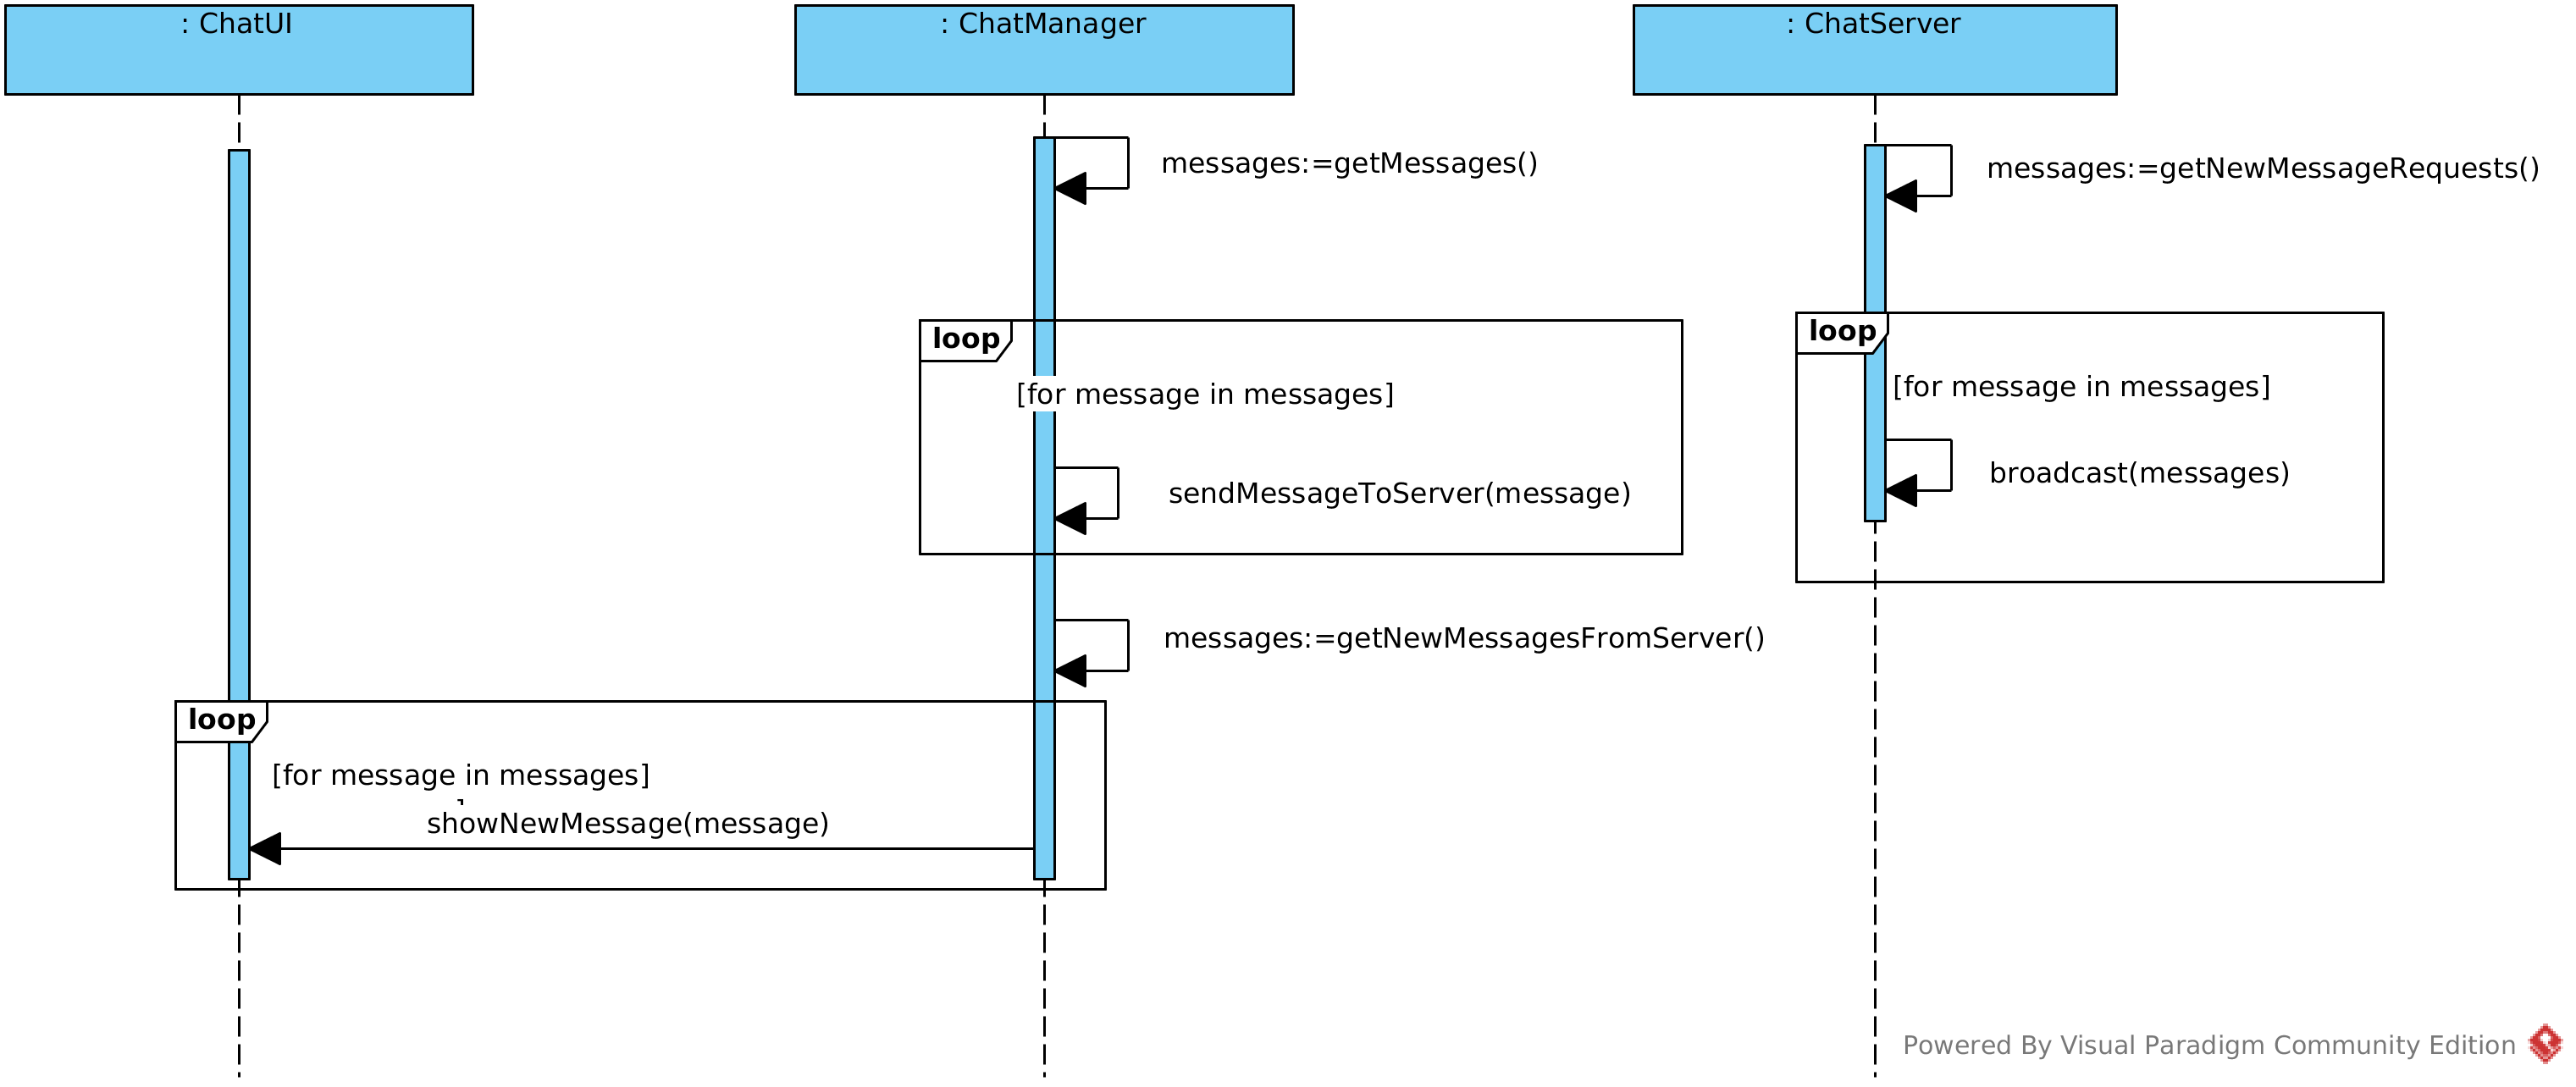 : ChatUI
: ChatManager
: ChatServer
messages:=getMessages()
messages:=getNewMessageRequests()
loop
[for message in messages]
sendMessageToServer(message)
loop
[for message in messages]
broadcast(messages)
messages:=getNewMessagesFromServer()
loop
[for message in messages]
showNewMessage(message)
Powered By Visual Paradigm Community Edition